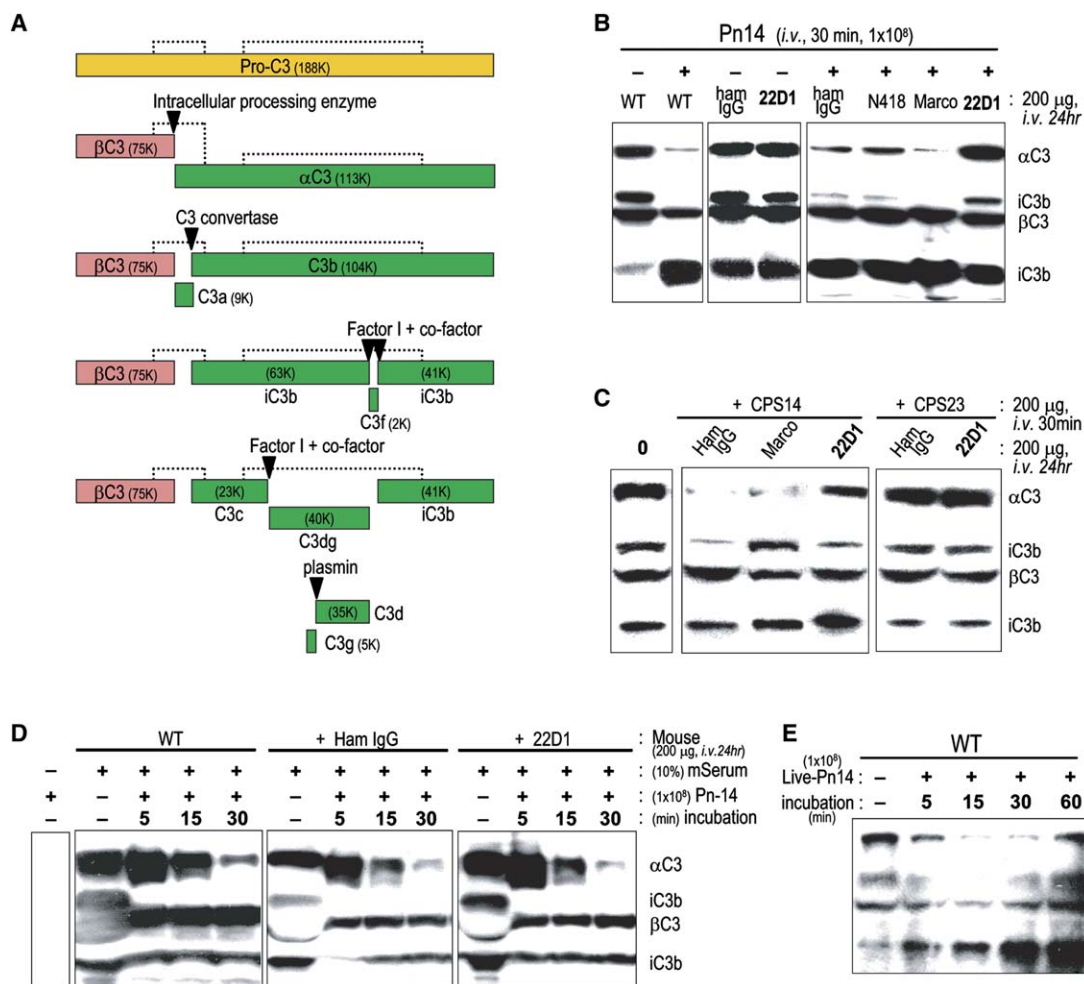 A
Pro-C3 (188K)
Intracellular processing enzyme
βC3 (75K)
αC3 (113K)
C3 convertase
βC3 (75K)
C3b (104K)
C3a (9K)
Factor I + co-factor
βC3 (75K)
(63K)
(41K)
iC3b
iC3b
C3f (2K)
Factor I + co-factor
βC3 (75K)
(23K)
(41K)
C3c
iC3b
(40K)
C3dg
plasmin
(35K) C3d
C3g (5K)
B
Pn14 (i.v., 30 min, 1x10⁸)
– + – – + + + +
WT WT ham IgG 22D1 ham IgG N418 Marco 22D1 : 200 µg, i.v. 24hr
αC3
iC3b
βC3
iC3b
C
+ CPS14 + CPS23 : 200 µg, i.v. 30min
0 Ham IgG Marco 22D1 Ham IgG 22D1 : 200 µg, i.v. 24hr
αC3
iC3b
βC3
iC3b
D
WT + Ham IgG + 22D1 : Mouse
(200 µg, i.v.24hr)
– + + + + + + + + + + + + : (10%) mSerum
+ – + + + – + + + – + + + : (1x10⁸) Pn-14
– – 5 15 30 – 5 15 30 – 5 15 30 : (min) incubation
αC3
iC3b
βC3
iC3b
E
WT
(1x10⁸)
Live-Pn14 : – + + + +
incubation : – 5 15 30 60
(min)